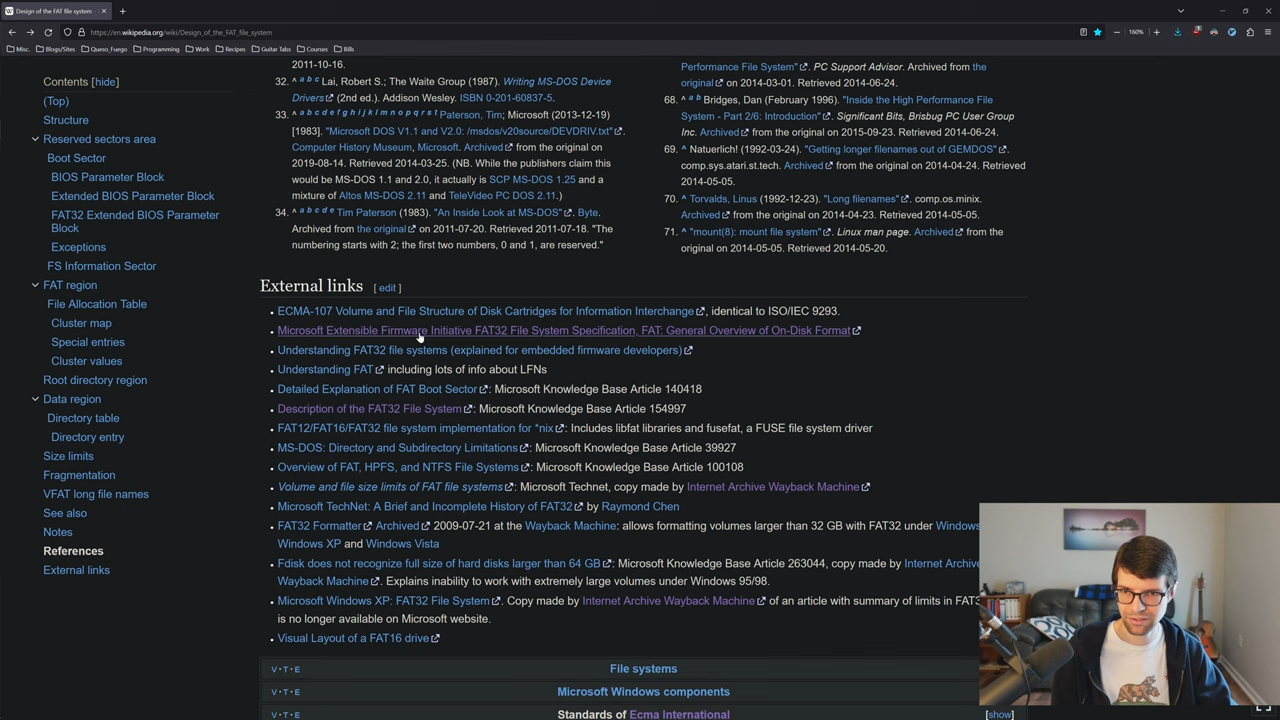 Design of the FAT file system -
https://en.wikipedia.org/wiki/Design_of_the_FAT_file_system
160%
Misc. Blogs/Sites Queso_Fuego Programming Work Recipes Guitar Tabs Courses Bills
Contents [hide]
(Top)
Structure
Reserved sectors area
Boot Sector
BIOS Parameter Block
Extended BIOS Parameter Block
FAT32 Extended BIOS Parameter
Block
Exceptions
FS Information Sector
FAT region
File Allocation Table
Cluster map
Special entries
Cluster values
Root directory region
Data region
Directory table
Directory entry
Size limits
Fragmentation
VFAT long file names
See also
Notes
References
External links
2011-10-16.
32. ^ a b c Lai, Robert S.; The Waite Group (1987). Writing MS-DOS Device
Drivers (2nd ed.). Addison Wesley. ISBN 0-201-60837-5.
33. ^ a b c d e f g h i j k l m n o p q r s t Paterson, Tim; Microsoft (2013-12-19)
[1983]. "Microsoft DOS V1.1 and V2.0: /msdos/v20source/DEVDRIV.txt".
Computer History Museum, Microsoft. Archived from the original on
2019-08-14. Retrieved 2014-03-25. (NB. While the publishers claim this
would be MS-DOS 1.1 and 2.0, it actually is SCP MS-DOS 1.25 and a
mixture of Altos MS-DOS 2.11 and TeleVideo PC DOS 2.11.)
34. ^ a b c d e Tim Paterson (1983). "An Inside Look at MS-DOS". Byte.
Archived from the original on 2011-07-20. Retrieved 2011-07-18. "The
numbering starts with 2; the first two numbers, 0 and 1, are reserved."
Performance File System". PC Support Advisor. Archived from the
original on 2014-03-01. Retrieved 2014-06-24.
68. ^ a b Bridges, Dan (February 1996). "Inside the High Performance File
System - Part 2/6: Introduction". Significant Bits, Brisbug PC User Group
Inc. Archived from the original on 2015-09-23. Retrieved 2014-06-24.
69. ^ Natuerlich! (1992-03-24). "Getting longer filenames out of GEMDOS".
comp.sys.atari.st.tech. Archived from the original on 2014-04-24. Retrieved
2014-05-05.
70. ^ Torvalds, Linus (1992-12-23). "Long filenames". comp.os.minix.
Archived from the original on 2014-04-23. Retrieved 2014-05-05.
71. ^ "mount(8): mount file system". Linux man page. Archived from the
original on 2014-05-05. Retrieved 2014-05-20.
External links [ edit ]
• ECMA-107 Volume and File Structure of Disk Cartridges for Information Interchange, identical to ISO/IEC 9293.
• Microsoft Extensible Firmware Initiative FAT32 File System Specification, FAT: General Overview of On-Disk Format
• Understanding FAT32 file systems (explained for embedded firmware developers)
• Understanding FAT including lots of info about LFNs
• Detailed Explanation of FAT Boot Sector: Microsoft Knowledge Base Article 140418
• Description of the FAT32 File System: Microsoft Knowledge Base Article 154997
• FAT12/FAT16/FAT32 file system implementation for *nix: Includes libfat libraries and fusefat, a FUSE file system driver
• MS-DOS: Directory and Subdirectory Limitations: Microsoft Knowledge Base Article 39927
• Overview of FAT, HPFS, and NTFS File Systems: Microsoft Knowledge Base Article 100108
• Volume and file size limits of FAT file systems: Microsoft Technet, copy made by Internet Archive Wayback Machine
• Microsoft TechNet: A Brief and Incomplete History of FAT32 by Raymond Chen
• FAT32 Formatter Archived 2009-07-21 at the Wayback Machine: allows formatting volumes larger than 32 GB with FAT32 under Windows
Windows XP and Windows Vista
• Fdisk does not recognize full size of hard disks larger than 64 GB: Microsoft Knowledge Base Article 263044, copy made by Internet Archive
Wayback Machine. Explains inability to work with extremely large volumes under Windows 95/98.
• Microsoft Windows XP: FAT32 File System. Copy made by Internet Archive Wayback Machine of an article with summary of limits in FAT3
is no longer available on Microsoft website.
• Visual Layout of a FAT16 drive
V·T·E File systems
V·T·E Microsoft Windows components
V·T·E Standards of Ecma International [show]